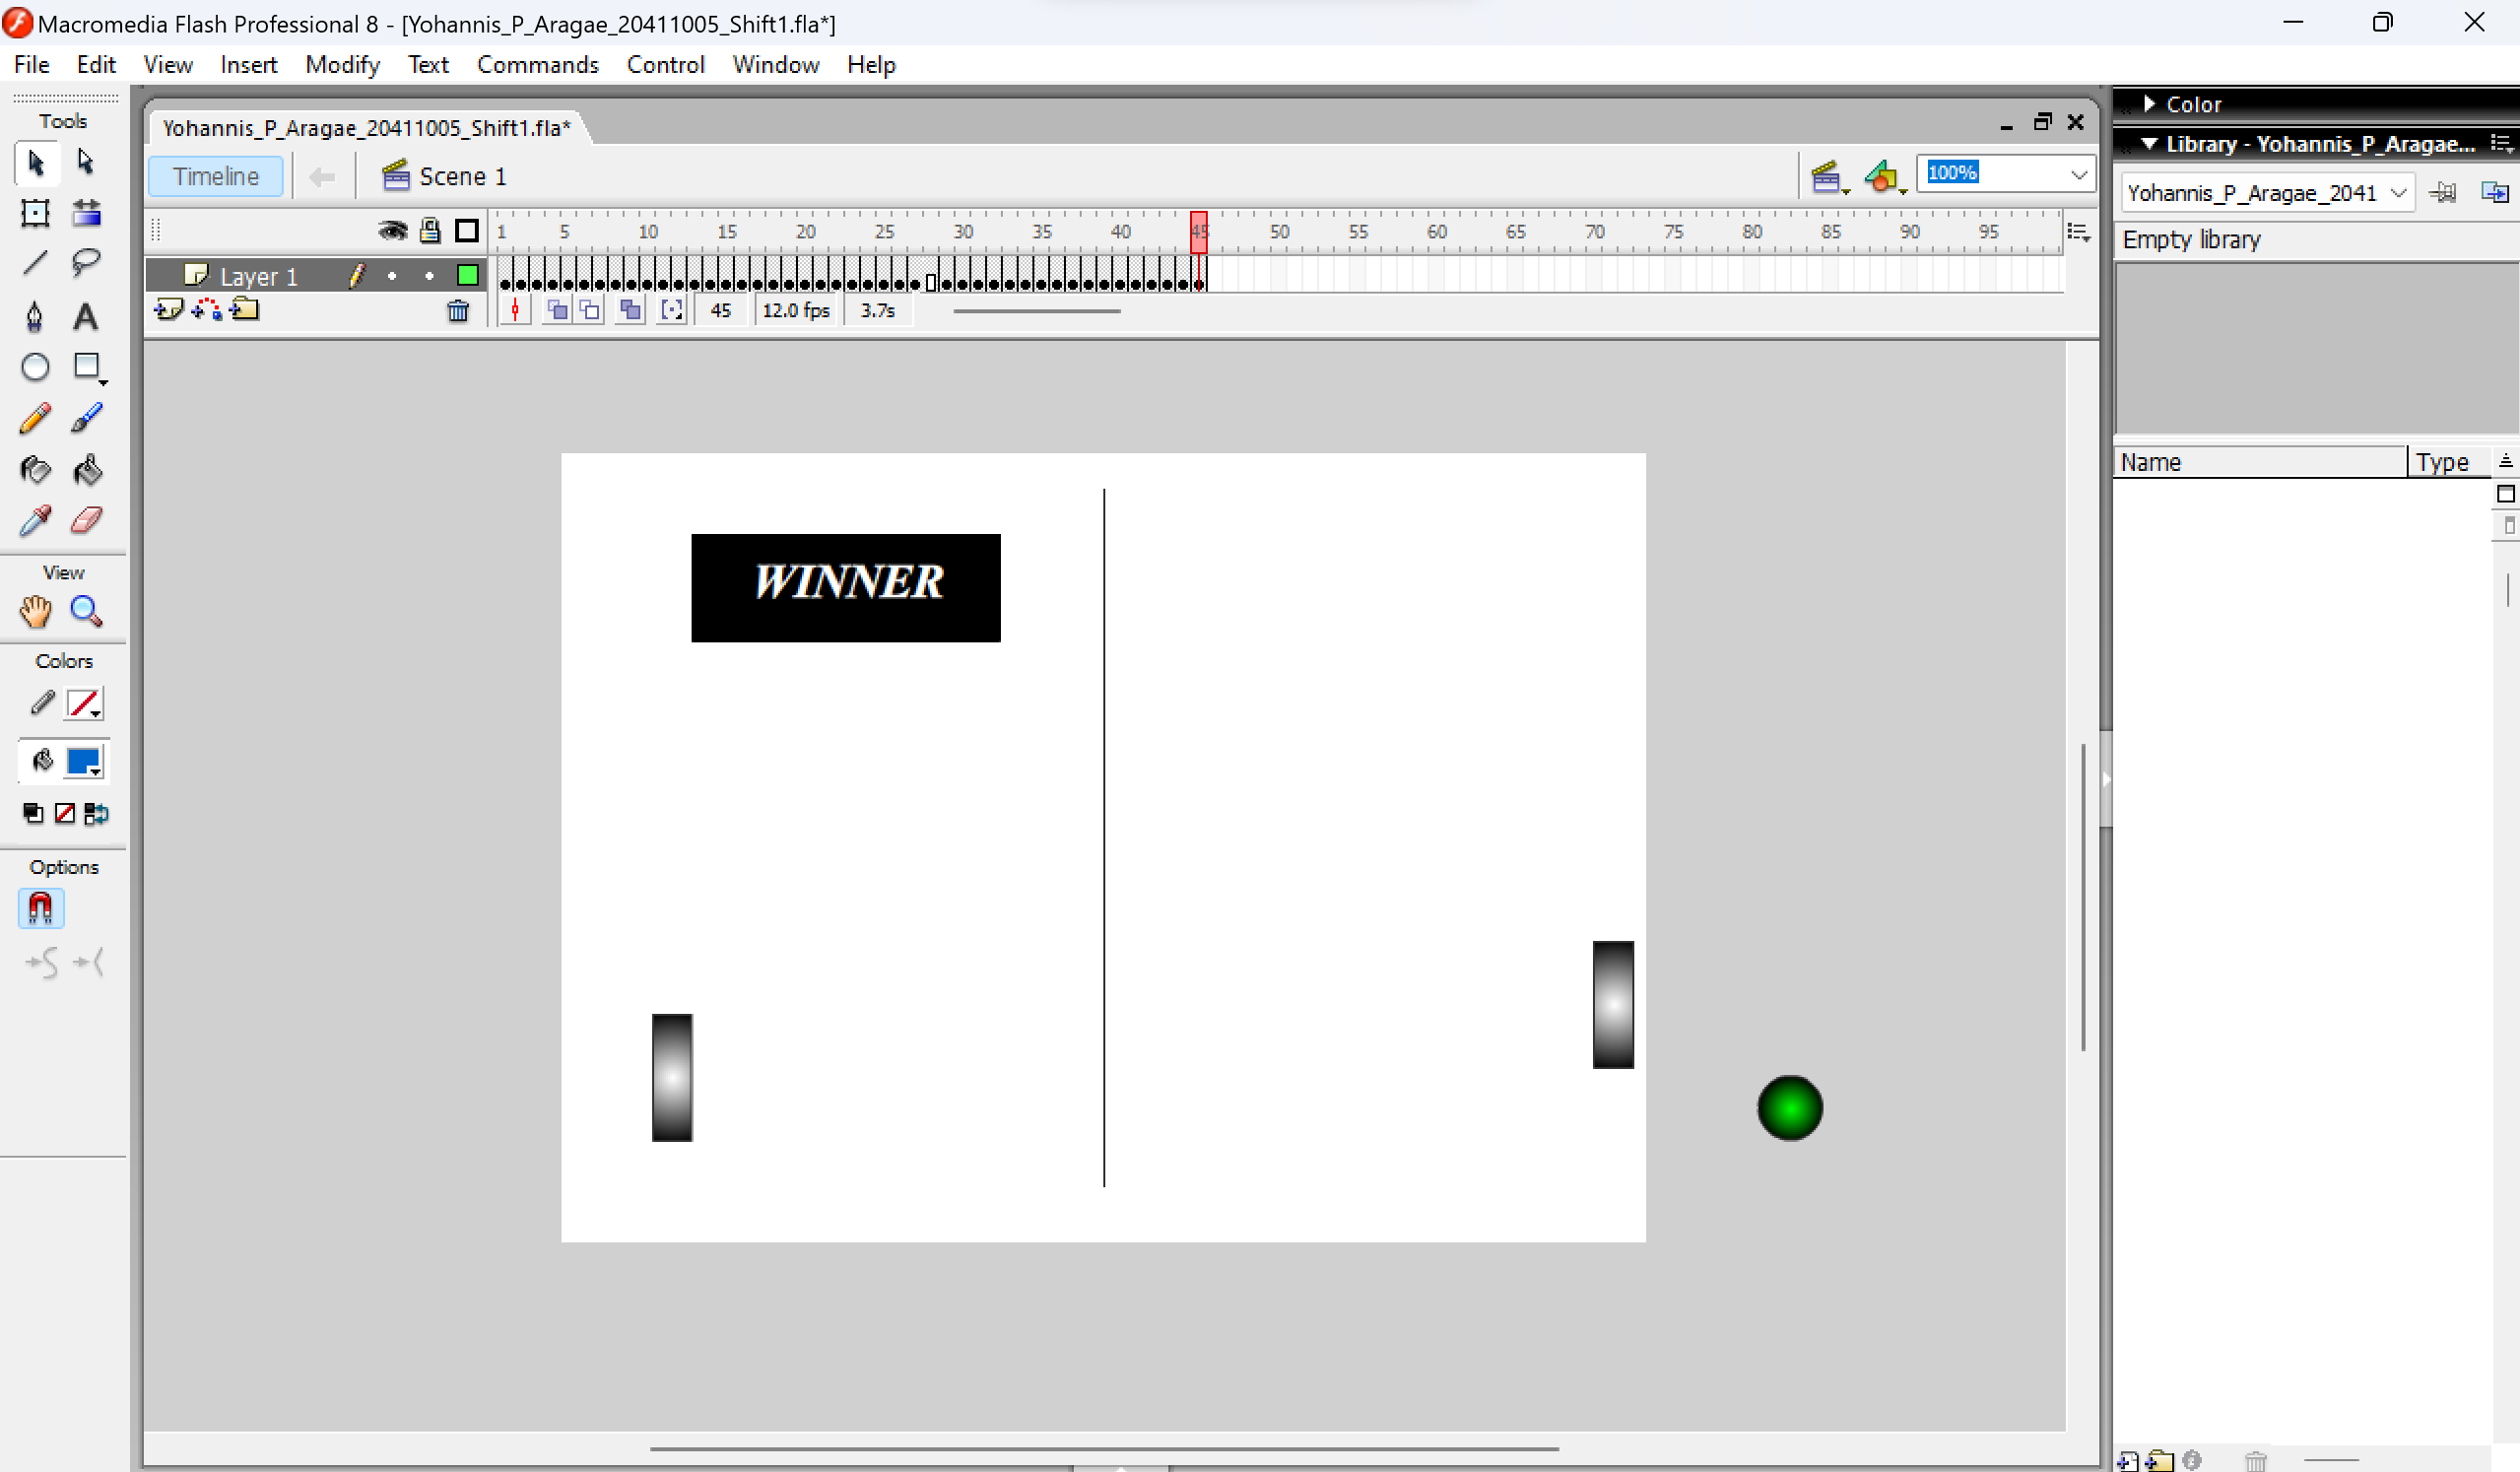 Macromedia Flash Professional 8 - [Yohannis_P_Aragae_20411005_Shift1.fla*]
File Edit View Insert Modify Text Commands Control Window Help
Tools
Yohannis_P_Aragae_20411005_Shift1.fla*
Color
Library - Yohannis_P_Aragae...
Timeline
Scene 1
100%
Yohannis_P_Aragae_2041
1 5 10 15 20 25 30 35 40 45 50 55 60 65 70 75 80 85 90 95
Empty library
Layer 1
45 12.0 fps 3.7s
Name Type
WINNER
View
Colors
Options